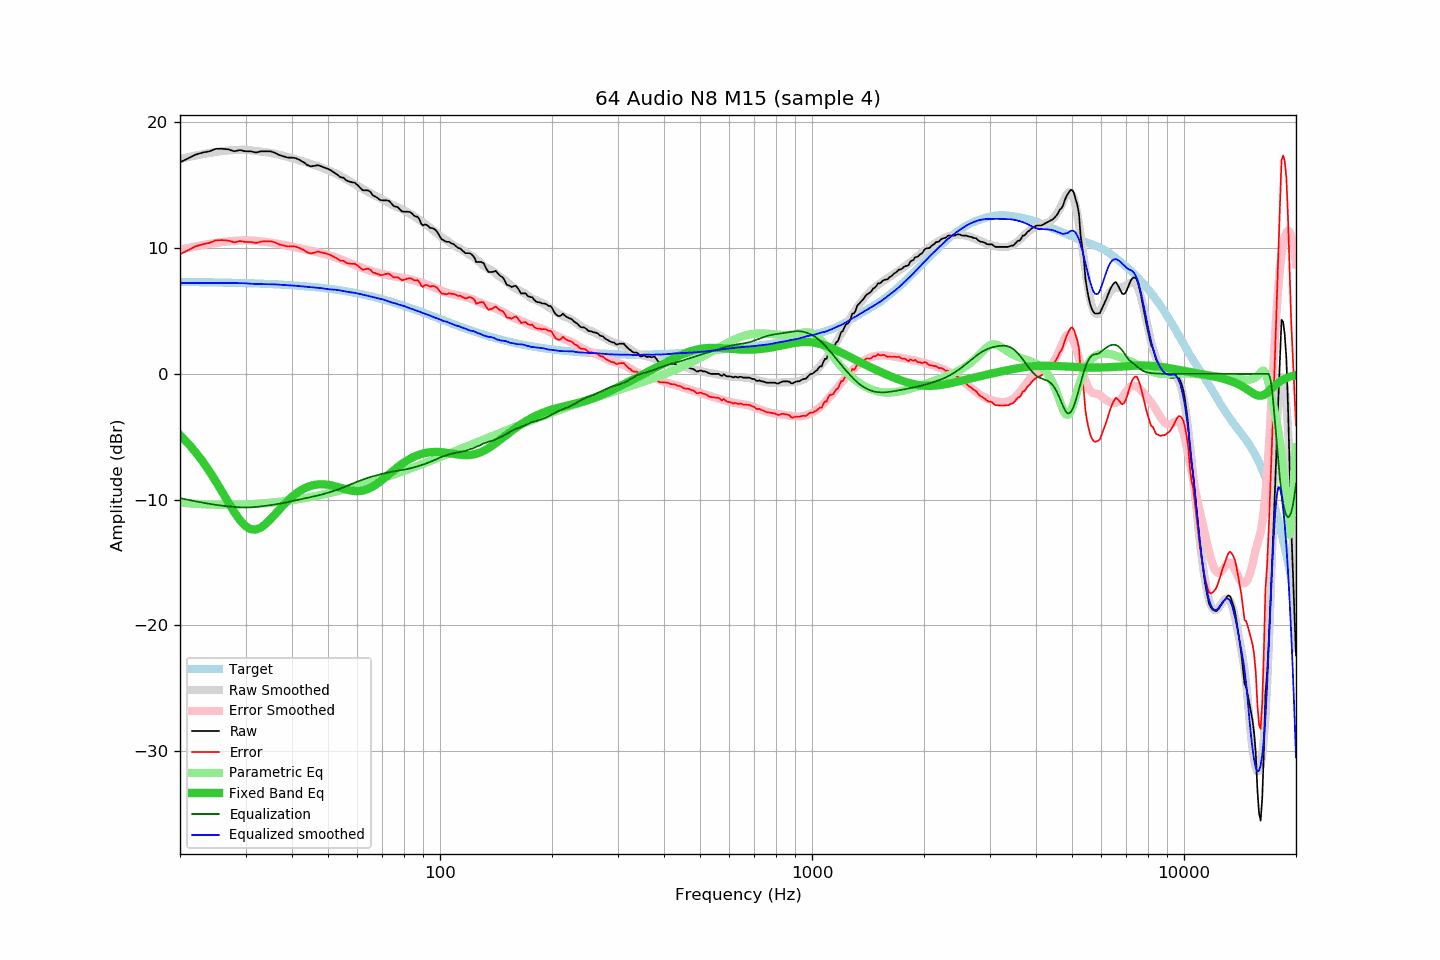 64 Audio N8 M15 (sample 4)
20
10
0
−10
−20
−30
Amplitude (dBr)
Target
Raw Smoothed
Error Smoothed
Raw
Error
Parametric Eq
Fixed Band Eq
Equalization
Equalized smoothed
100
1000
10000
Frequency (Hz)